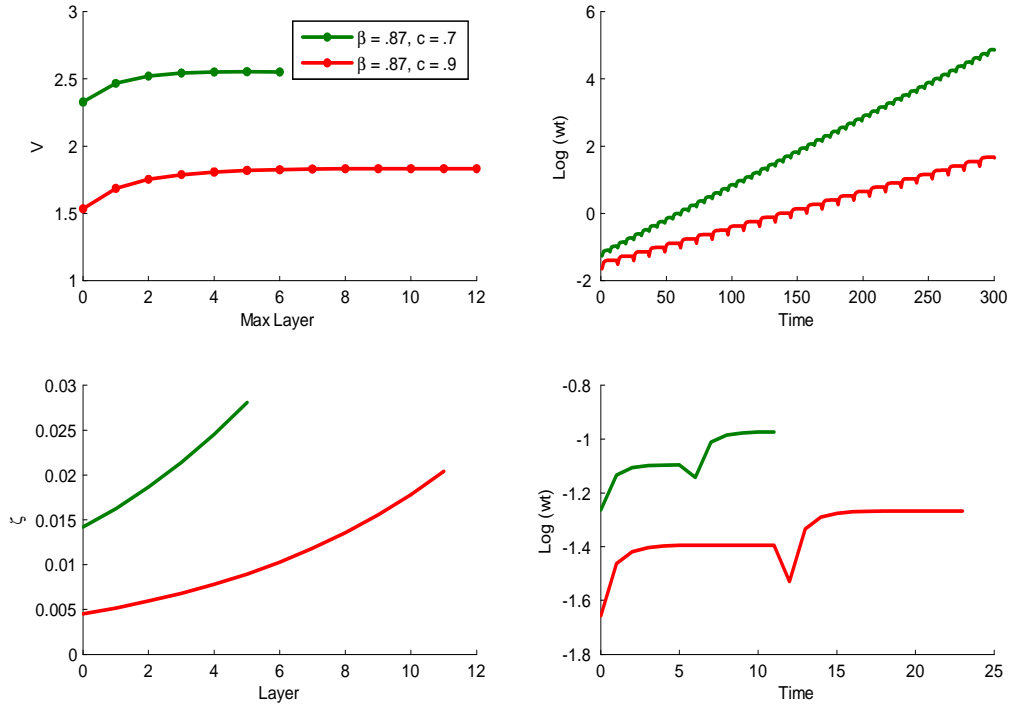 3
2.5
2
1.5
1
V
0 2 4 6 8 10 12
Max Layer
β = .87, c = .7
β = .87, c = .9
6
4
2
0
-2
Log (wt)
0 50 100 150 200 250 300
Time
0.03
0.025
0.02
0.015
0.01
0.005
0
ζ
0 2 4 6 8 10 12
Layer
-0.8
-1
-1.2
-1.4
-1.6
-1.8
Log (wt)
0 5 10 15 20 25
Time